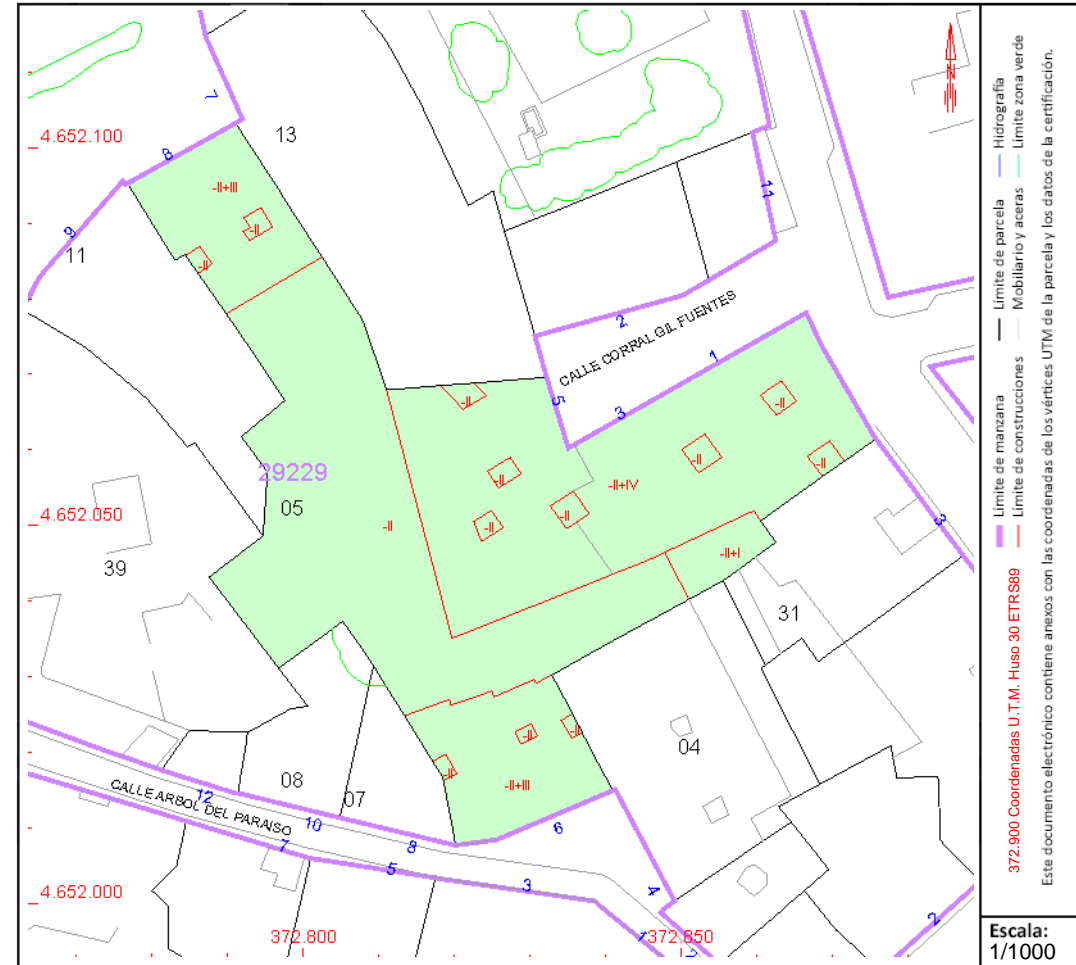 7
13
4.652.100
8
-II+III
-II
-II
9
11
11
CALLE CORRAL GIL FUENTES
2
1
5
3
-II
-II
-II
-II
-II
-II
-II
-II+IV
29229
05
-II
4.652.050
39
-II+I
31
3
-II
-II
-II
-II+III
04
08
07
12
10
8
6
4
CALLE ARBOL DEL PARAISO
7
5
3
1
2
2
4.652.000
372.800
372.850
N
Límite de manzana
Límite de parcela
Hidrografía
Límite de construcciones
Mobiliario y aceras
Límite zona verde
372.900 Coordenadas U.T.M. Huso 30 ETRS89
Este documento electrónico contiene anexos con las coordenadas de los vértices UTM de la parcela y los datos de la certificación.
Escala:
1/1000